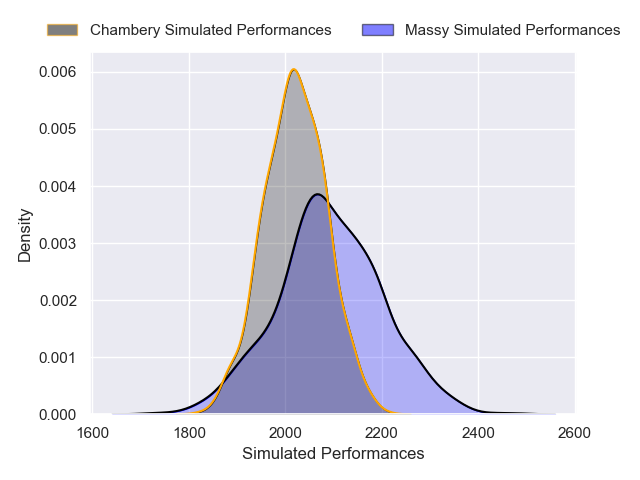 Chambery Simulated Performances
Massy Simulated Performances
0.006
0.005
0.004
0.003
0.002
0.001
0.000
Density
1600 1800 2000 2200 2400 2600
Simulated Performances